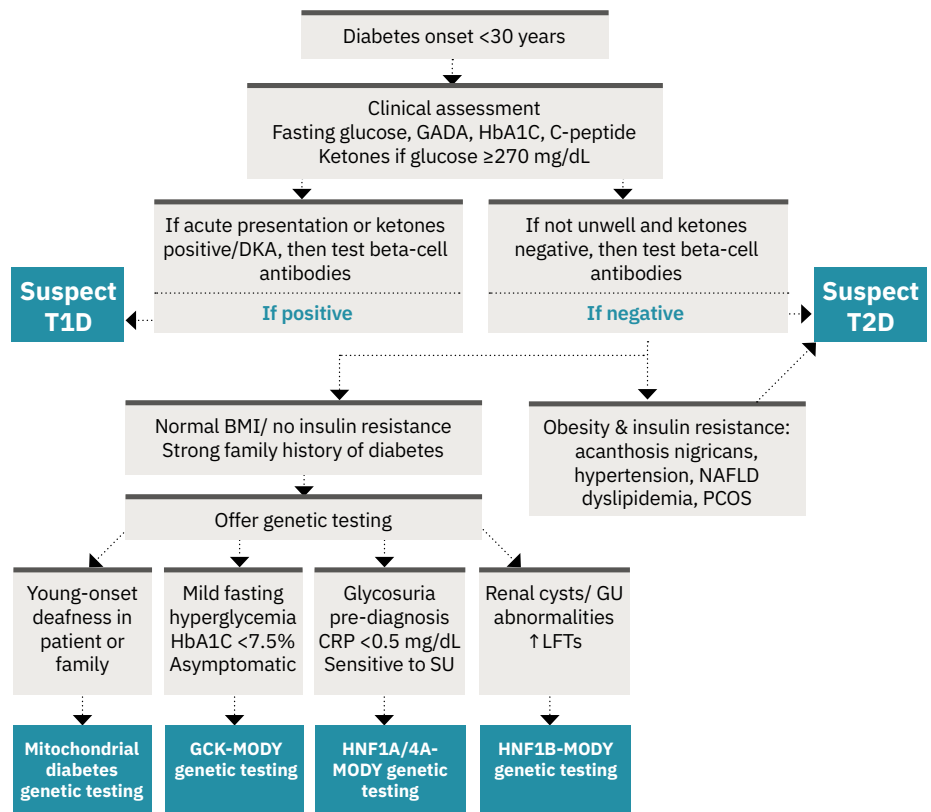 Diabetes onset <30 years
Clinical assessment
Fasting glucose, GADA, HbA1C, C-peptide
Ketones if glucose ≥270 mg/dL
If acute presentation or ketones
positive/DKA, then test beta-cell
antibodies
If positive
If not unwell and ketones
negative, then test beta-cell
antibodies
If negative
Suspect
T1D
Suspect
T2D
Normal BMI/ no insulin resistance
Strong family history of diabetes
Obesity & insulin resistance:
acanthosis nigricans,
hypertension, NAFLD
dyslipidemia, PCOS
Offer genetic testing
Young-onset
deafness in
patient or
family
Mild fasting
hyperglycemia
HbA1C <7.5%
Asymptomatic
Glycosuria
pre-diagnosis
CRP <0.5 mg/dL
Sensitive to SU
Renal cysts/ GU
abnormalities
↑LFTs
Mitochondrial
diabetes
genetic testing
GCK-MODY
genetic testing
HNF1A/4A-
MODY genetic
testing
HNF1B-MODY
genetic testing